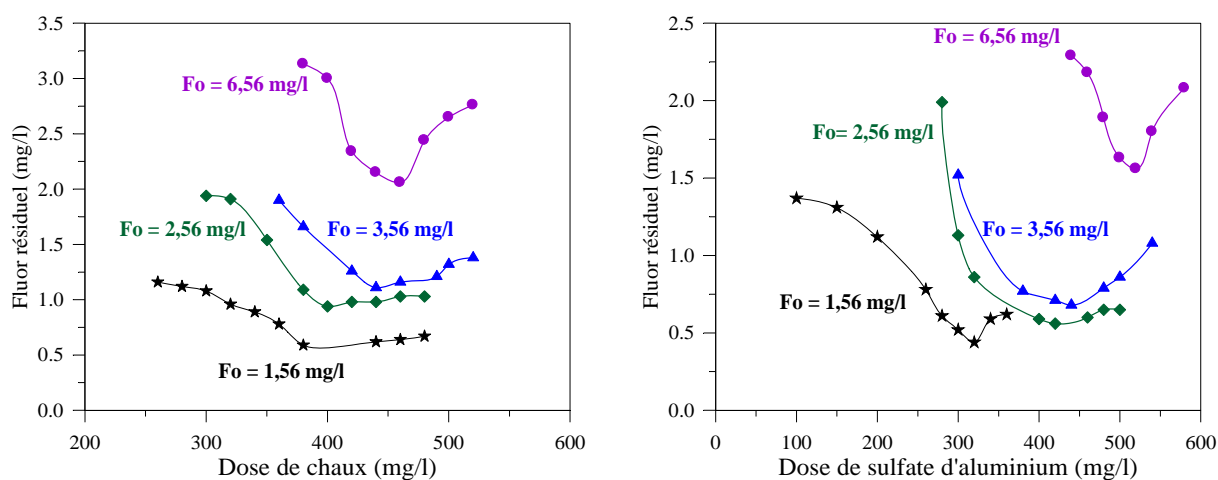 3.5
3.0
2.5
2.0
1.5
1.0
0.5
0.0
Fluor résiduel (mg/l)
Fo = 6,56 mg/l
Fo = 2,56 mg/l
Fo = 3,56 mg/l
Fo = 1,56 mg/l
200 300 400 500 600
Dose de chaux (mg/l)
2.5
2.0
1.5
1.0
0.5
0.0
Fluor résiduel (mg/l)
Fo = 6,56 mg/l
Fo= 2,56 mg/l
Fo = 3,56 mg/l
Fo = 1,56 mg/l
0 100 200 300 400 500 600
Dose de sulfate d'aluminium (mg/l)